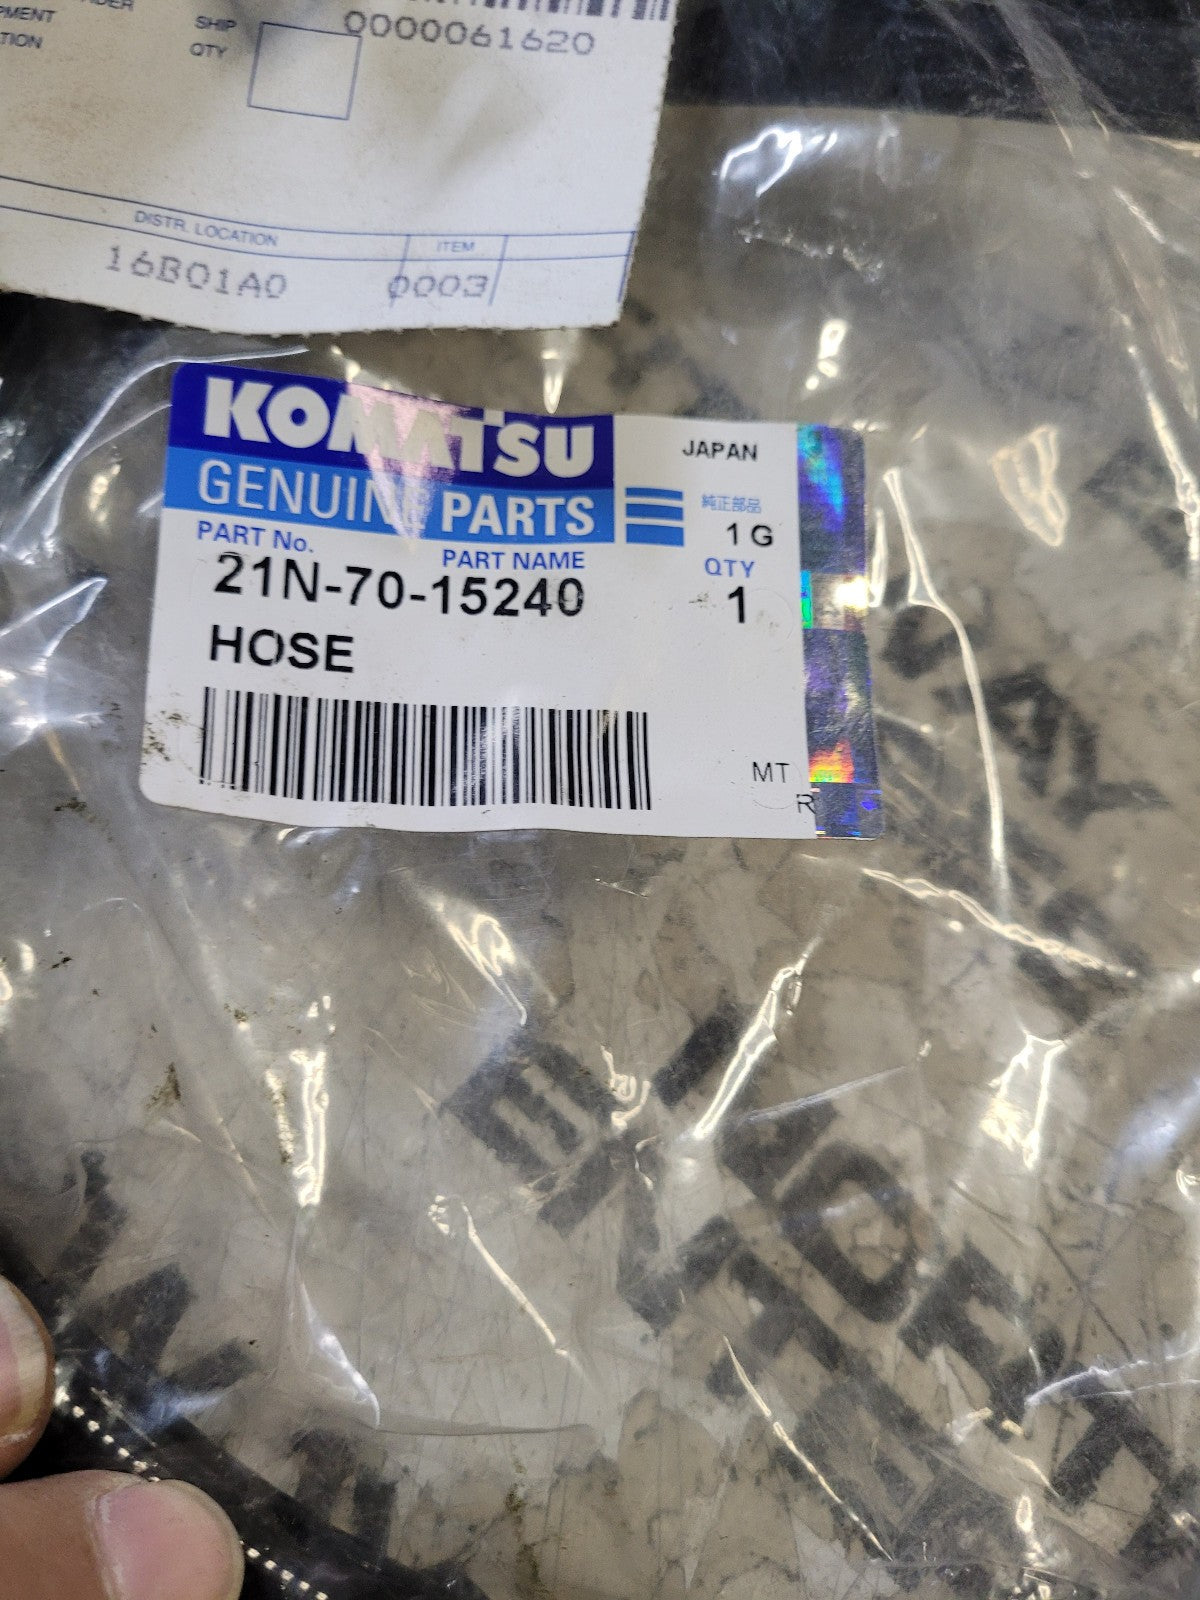 SHIP
QTY
0000061620
DISTR. LOCATION
ITEM
16B01A0
0003
KOMATSU
GENUINE PARTS
JAPAN
純正部品
1G
PART No.
PART NAME
QTY
21N-70-15240
1
HOSE
MT
R